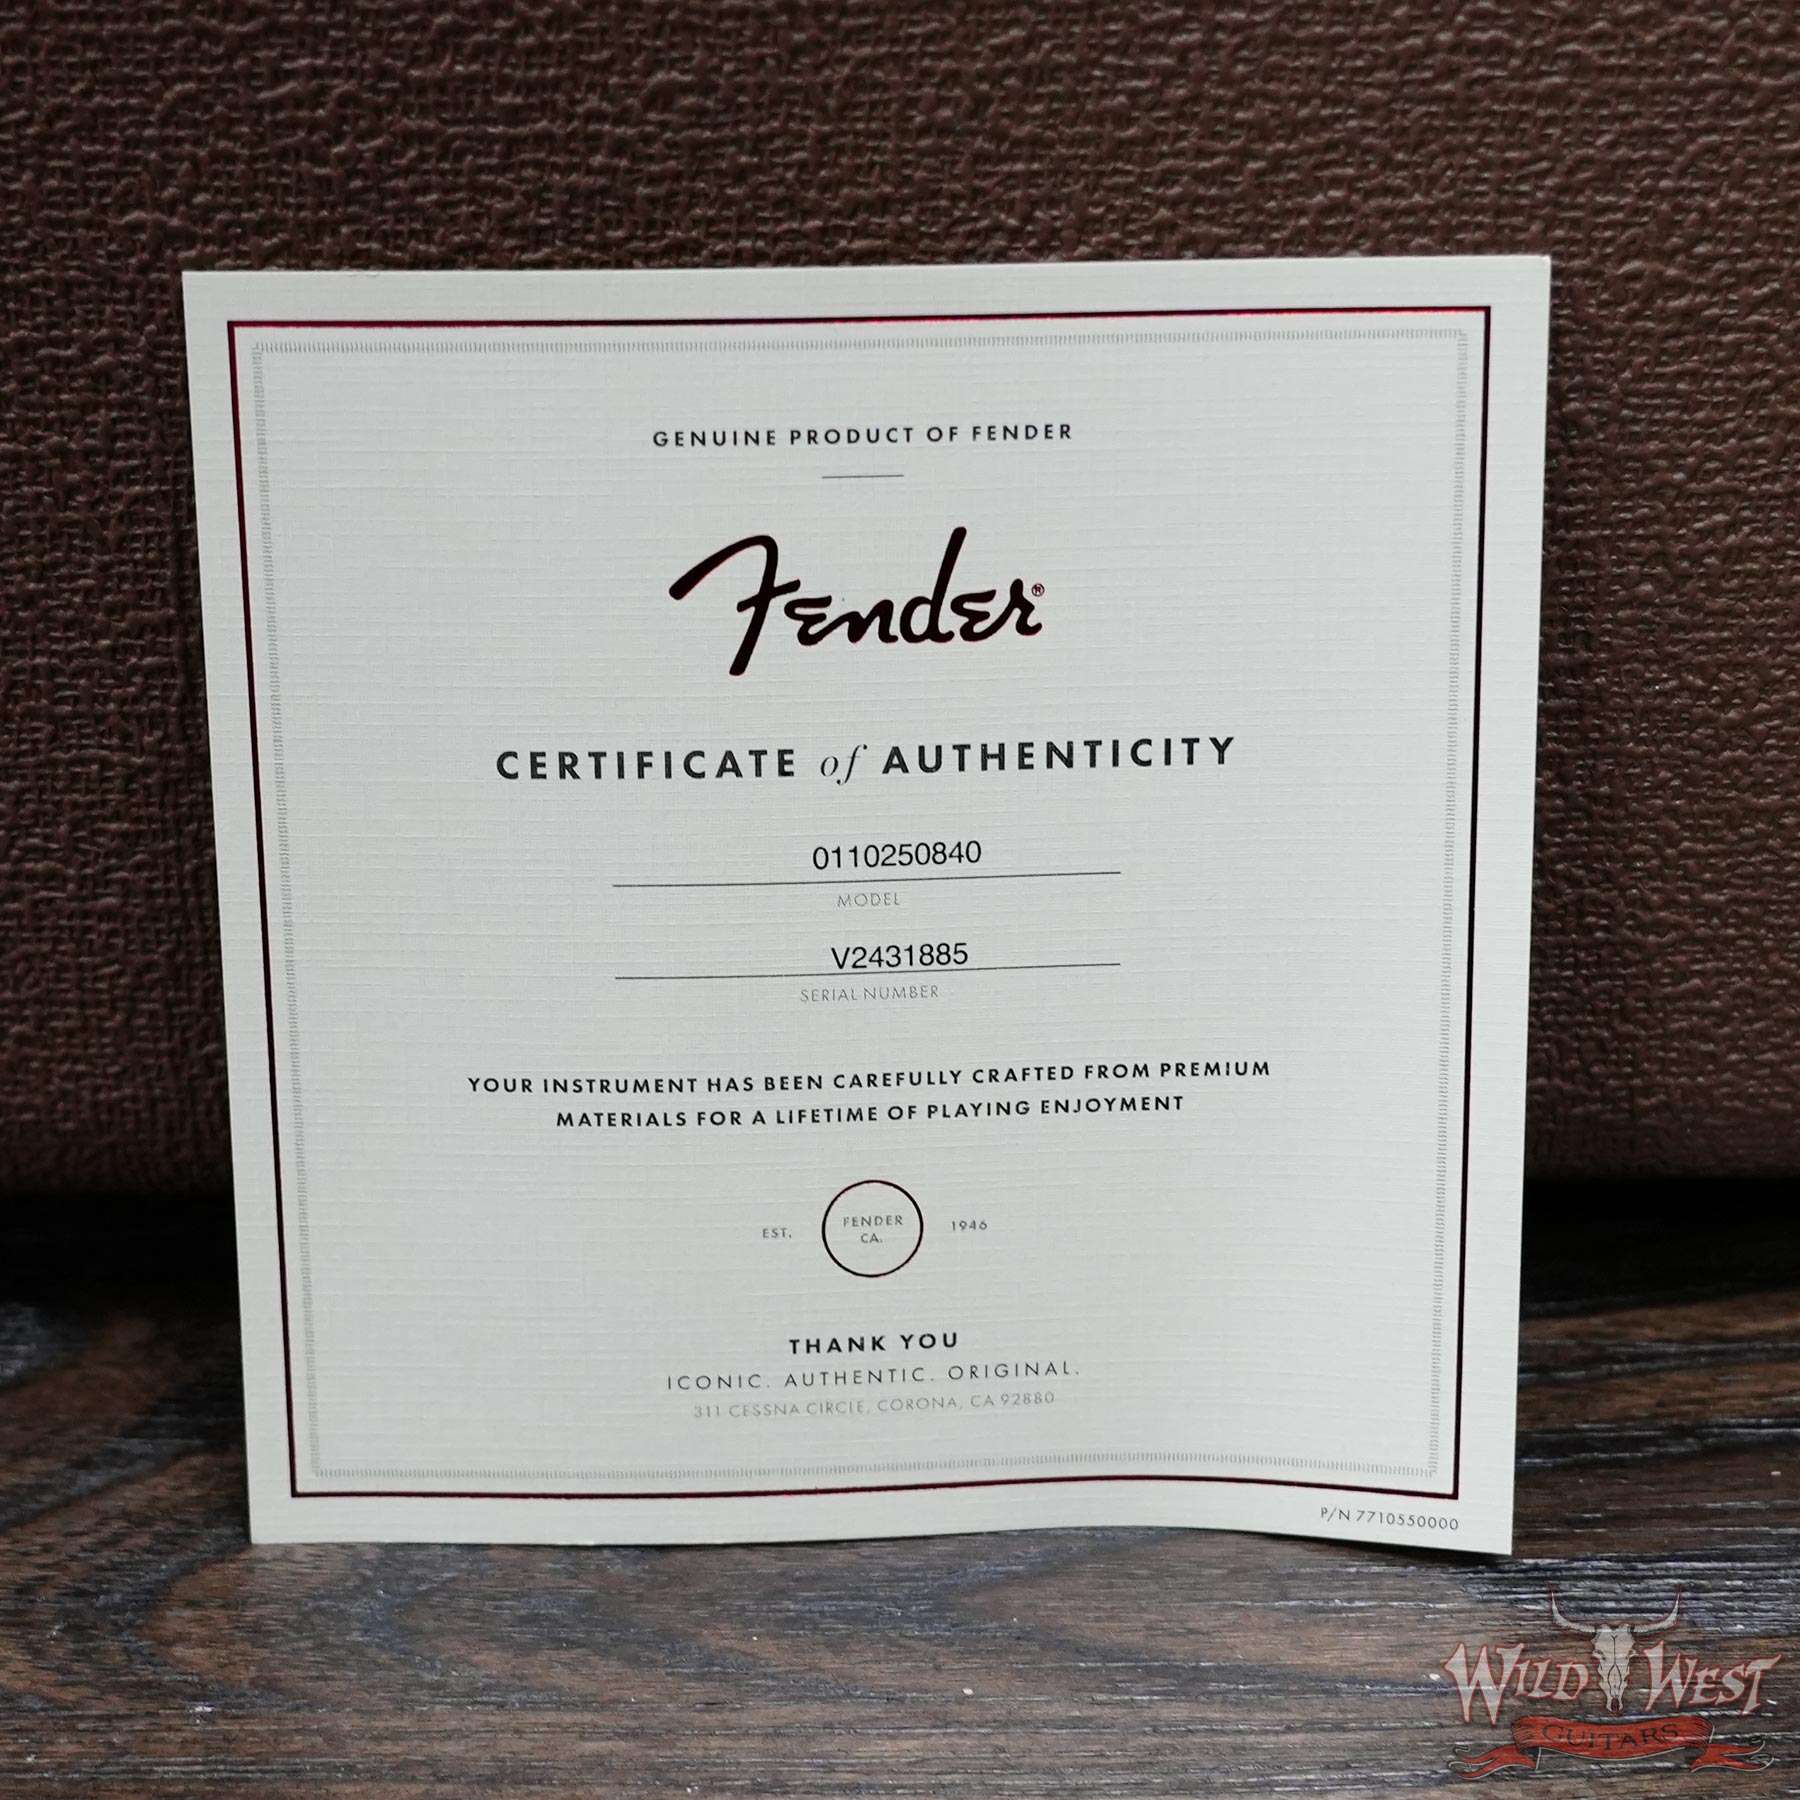 GENUINE PRODUCT OF FENDER
Fender®
CERTIFICATE of AUTHENTICITY
0110250840
MODEL
V2431885
SERIAL NUMBER
YOUR INSTRUMENT HAS BEEN CAREFULLY CRAFTED FROM PREMIUM
MATERIALS FOR A LIFETIME OF PLAYING ENJOYMENT
EST. FENDER CA. 1946
THANK YOU
ICONIC. AUTHENTIC. ORIGINAL.
311 CESSNA CIRCLE, CORONA, CA 92880
P/N 7710550000
WILD WEST
GUITARS